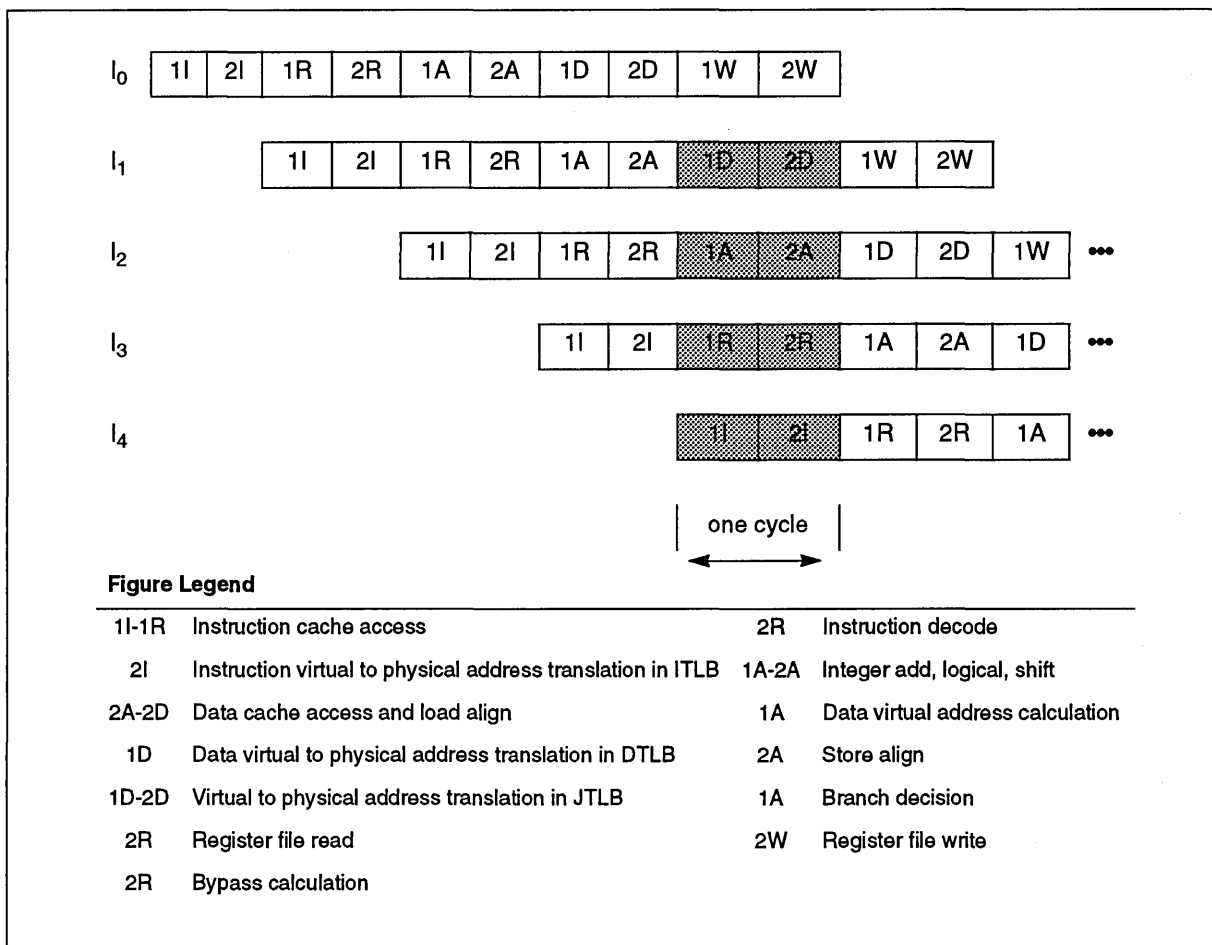 I0 1I 2I 1R 2R 1A 2A 1D 2D 1W 2W
I1 1I 2I 1R 2R 1A 2A 1D 2D 1W 2W
I2 1I 2I 1R 2R 1A 2A 1D 2D 1W •••
I3 1I 2I 1R 2R 1A 2A 1D •••
I4 1I 2I 1R 2R 1A •••
one cycle
Figure Legend
1I-1R Instruction cache access
2I Instruction virtual to physical address translation in ITLB
2A-2D Data cache access and load align
1D Data virtual to physical address translation in DTLB
1D-2D Virtual to physical address translation in JTLB
2R Register file read
2R Bypass calculation
2R Instruction decode
1A-2A Integer add, logical, shift
1A Data virtual address calculation
2A Store align
1A Branch decision
2W Register file write